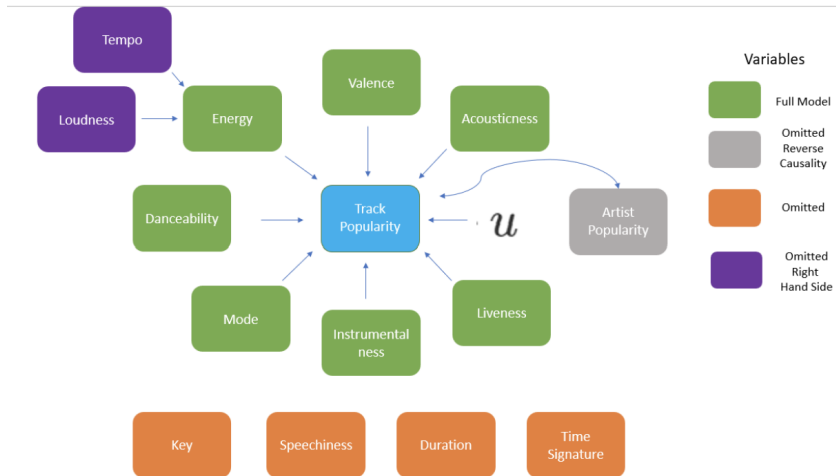 Tempo
Loudness
Energy
Valence
Acousticness
Danceability
Track
Popularity
u
Artist
Popularity
Mode
Instrumental
ness
Liveness
Key
Speechiness
Duration
Time
Signature
Variables
Full Model
Omitted
Reverse
Causality
Omitted
Omitted
Right
Hand Side